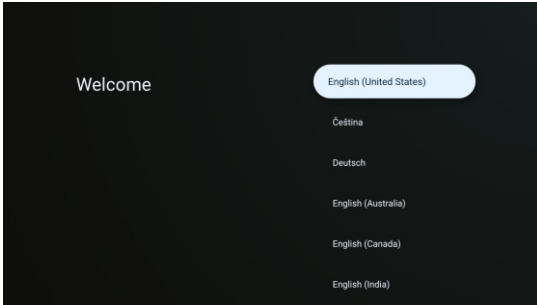 Welcome
English (United States)
Čeština
Deutsch
English (Australia)
English (Canada)
English (India)